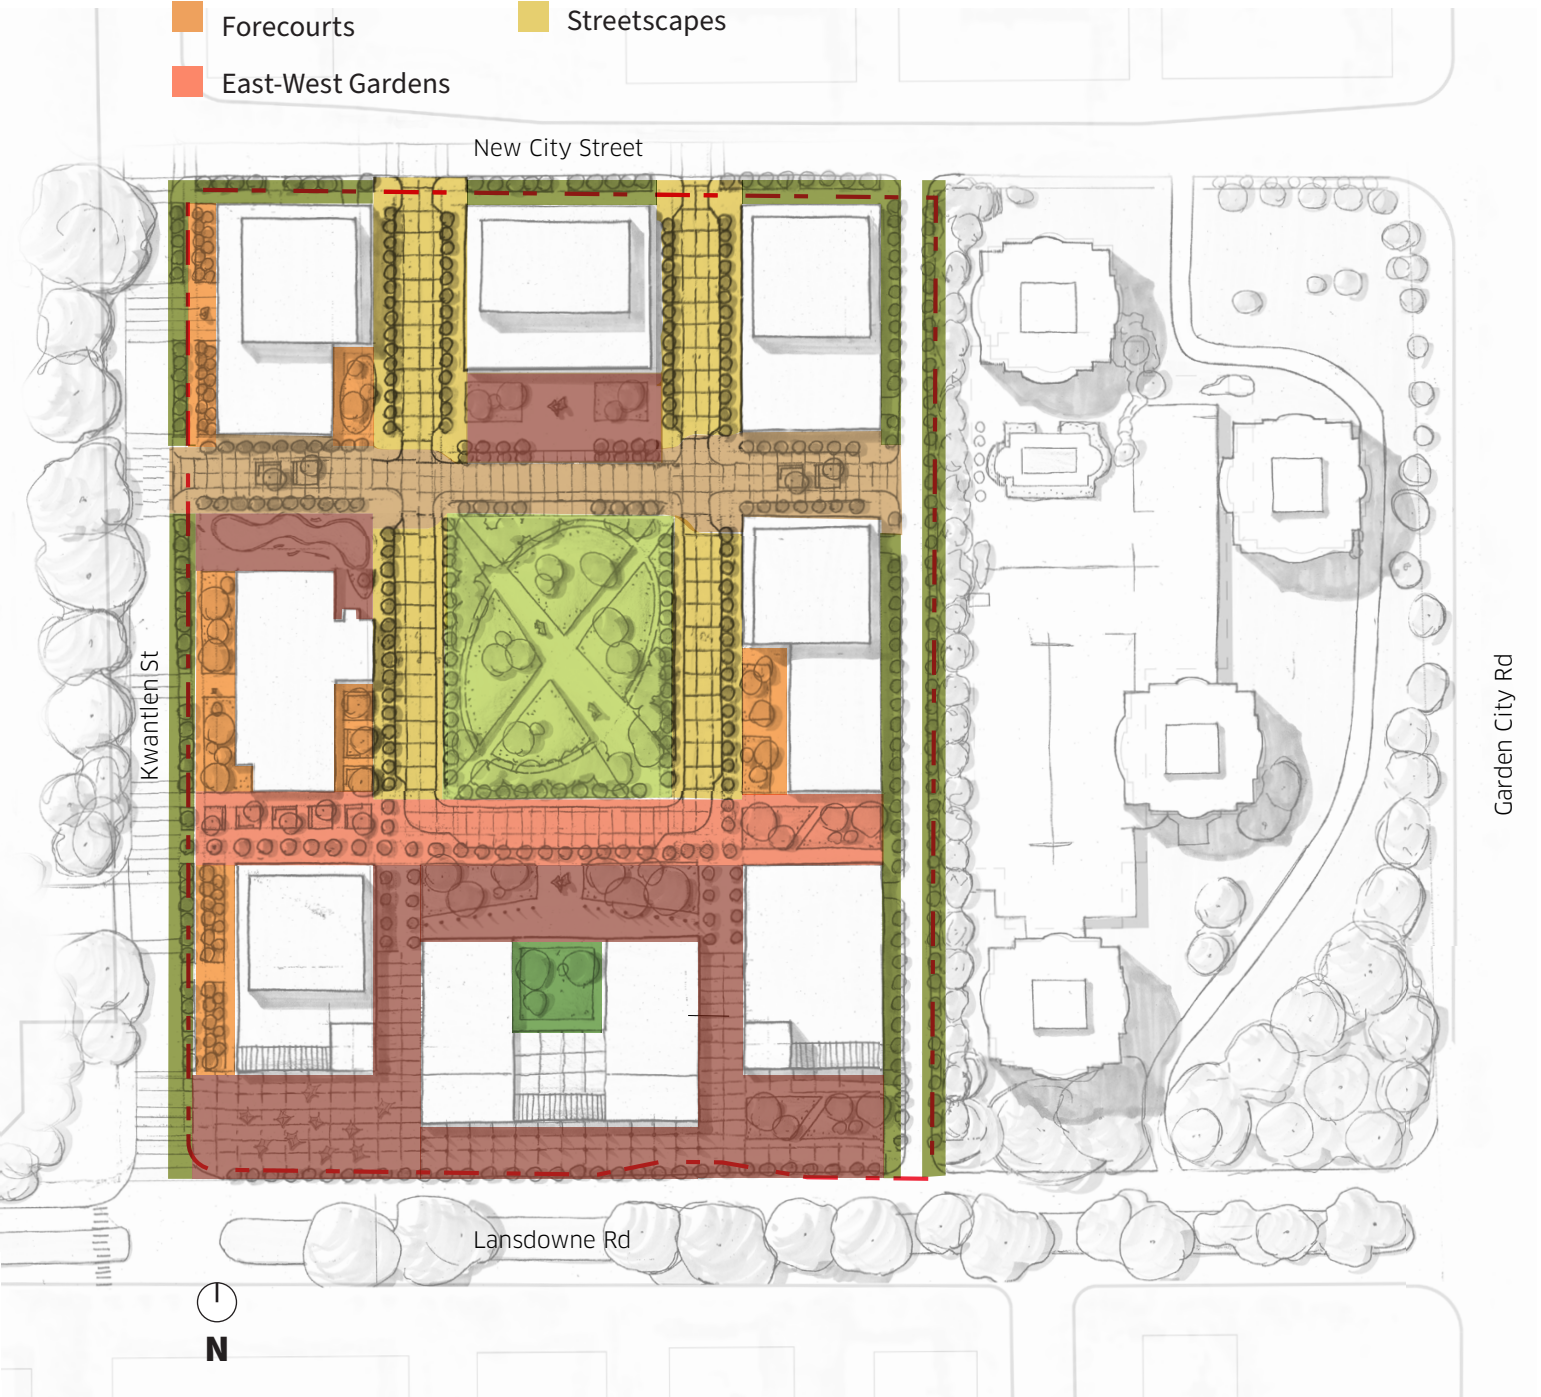 Forecourts
Streetscapes
East-West Gardens
New City Street
Kwantlen St
Garden City Rd
Lansdowne Rd
N